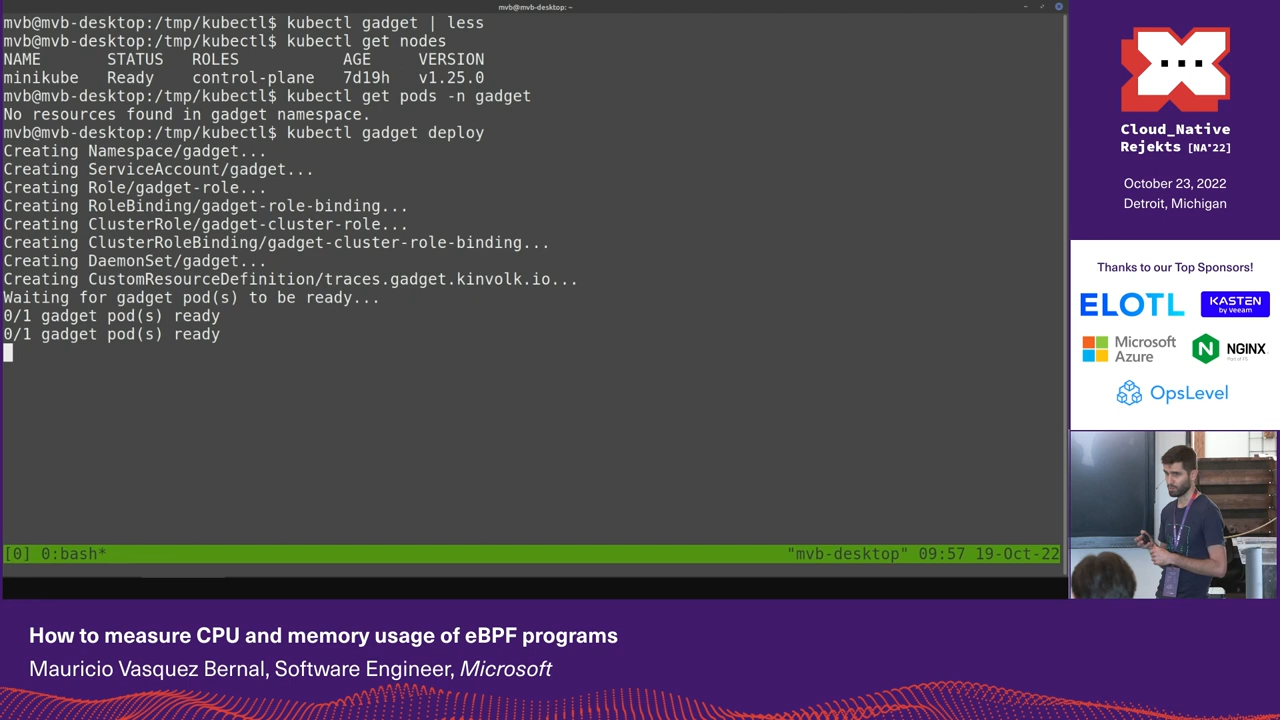 mvb@mvb-desktop: ~
mvb@mvb-desktop:/tmp/kubectl$ kubectl gadget | less
mvb@mvb-desktop:/tmp/kubectl$ kubectl get nodes
NAME STATUS ROLES AGE VERSION
minikube Ready control-plane 7d19h v1.25.0
mvb@mvb-desktop:/tmp/kubectl$ kubectl get pods -n gadget
No resources found in gadget namespace.
mvb@mvb-desktop:/tmp/kubectl$ kubectl gadget deploy
Creating Namespace/gadget...
Creating ServiceAccount/gadget...
Creating Role/gadget-role...
Creating RoleBinding/gadget-role-binding...
Creating ClusterRole/gadget-cluster-role...
Creating ClusterRoleBinding/gadget-cluster-role-binding...
Creating DaemonSet/gadget...
Creating CustomResourceDefinition/traces.gadget.kinvolk.io...
Waiting for gadget pod(s) to be ready...
0/1 gadget pod(s) ready
0/1 gadget pod(s) ready
[0] 0:bash* "mvb-desktop" 09:57 19-Oct-22
Cloud_Native
Rejekts [NA'22]
October 23, 2022
Detroit, Michigan
Thanks to our Top Sponsors!
ELOTL
KASTEN
by Veeam
Microsoft
Azure
N NGINX
OpsLevel
How to measure CPU and memory usage of eBPF programs
Mauricio Vasquez Bernal, Software Engineer, Microsoft